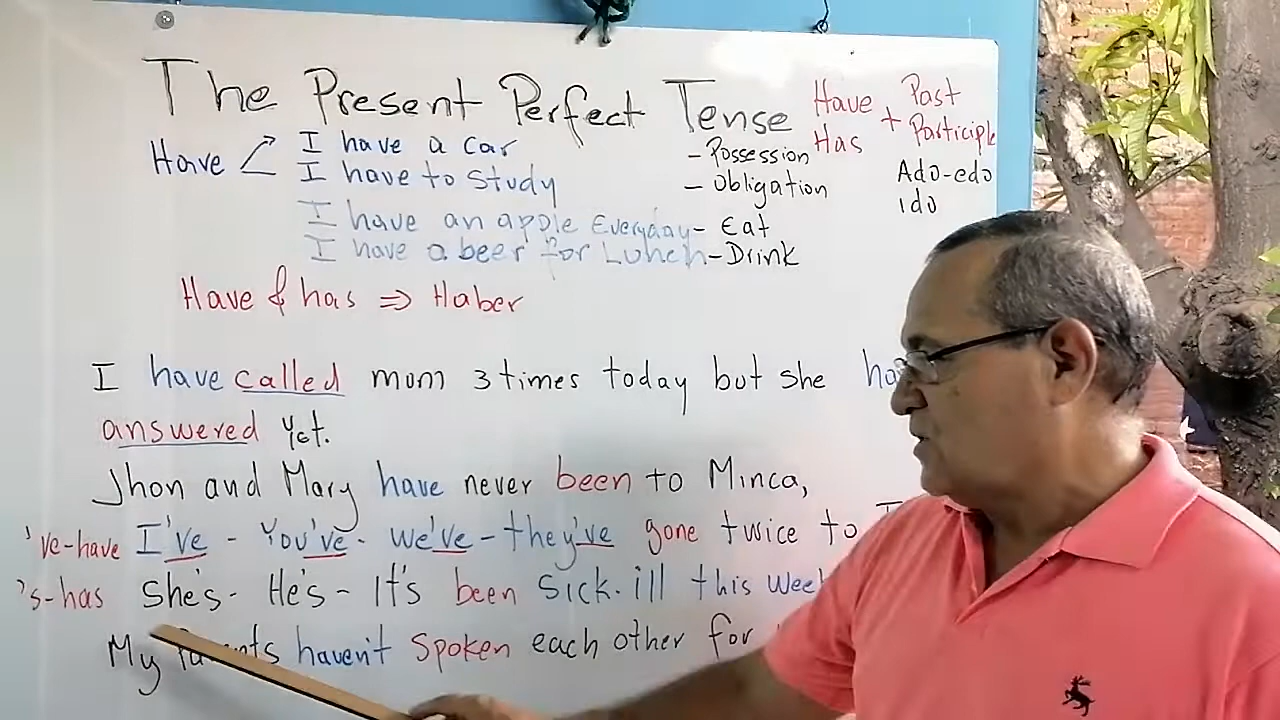 The Present Perfect Tense
Have
Has
+ Past
Participle
Ado-edo
ido
Have I have a car - Possession
I have to study - Obligation
I have an apple Everyday - Eat
I have a beer for Lunch - Drink
Have & has ⇒ Haber
I have called mom 3 times today but she
answered yet.
Jhon and Mary have never been to Minca,
've-have I've - You've - we've - they've gone twice to
's-has She's - He's - It's been sick. ill this week
My Parents haven't spoken each other for